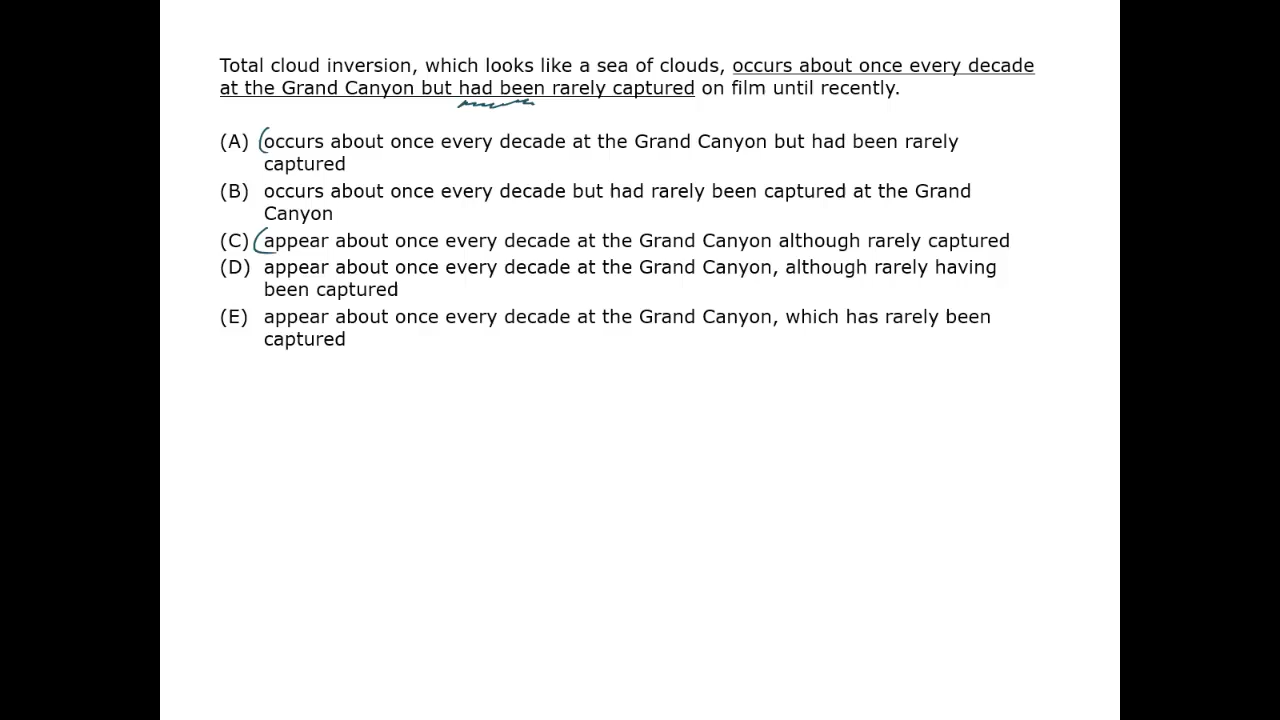 Total cloud inversion, which looks like a sea of clouds, occurs about once every decade
at the Grand Canyon but had been rarely captured on film until recently.
(A) occurs about once every decade at the Grand Canyon but had been rarely
captured
(B) occurs about once every decade but had rarely been captured at the Grand
Canyon
(C) appear about once every decade at the Grand Canyon although rarely captured
(D) appear about once every decade at the Grand Canyon, although rarely having
been captured
(E) appear about once every decade at the Grand Canyon, which has rarely been
captured